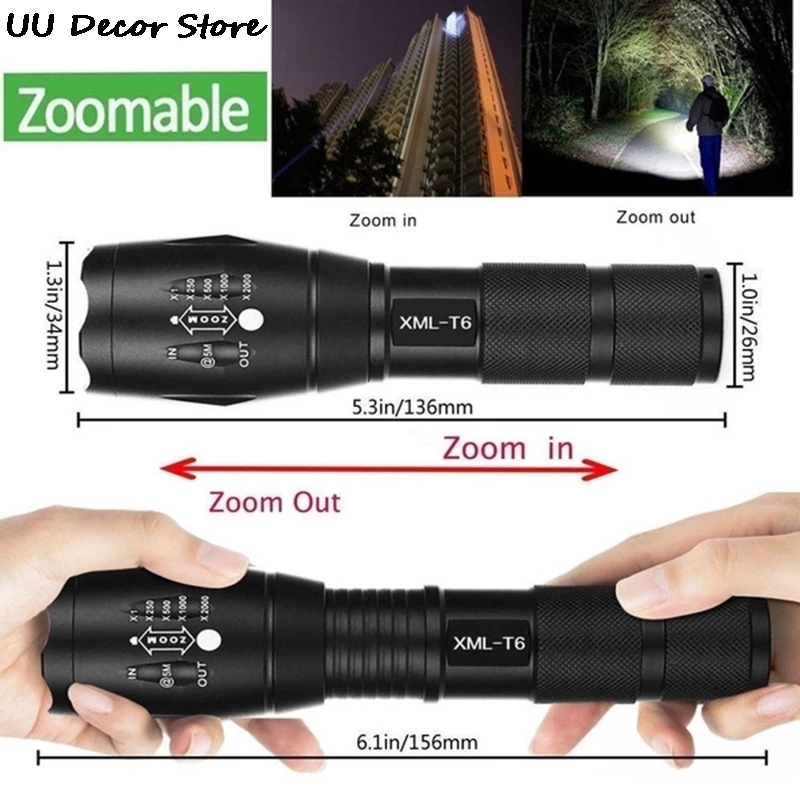 UU Decor Store
Zoomable
Zoom in
Zoom out
1.3in/34mm
X1 X250 X500 X1000 X2000
ZOOM
IN @5M OUT
XML-T6
1.0in/26mm
5.3in/136mm
Zoom in
Zoom Out
X1 X250 X500 X1000 X2000
ZOOM
IN @5M OUT
XML-T6
6.1in/156mm